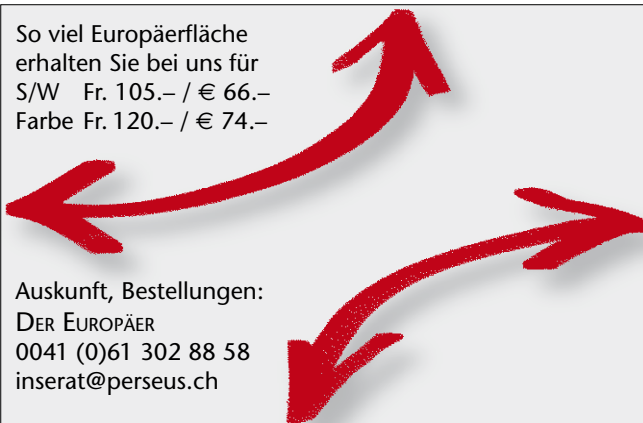 So viel Europäerfläche
erhalten Sie bei uns für
S/W Fr. 105.– / € 66.–
Farbe Fr. 120.– / € 74.–
Auskunft, Bestellungen:
DER EUROPÄER
0041 (0)61 302 88 58
inserat@perseus.ch